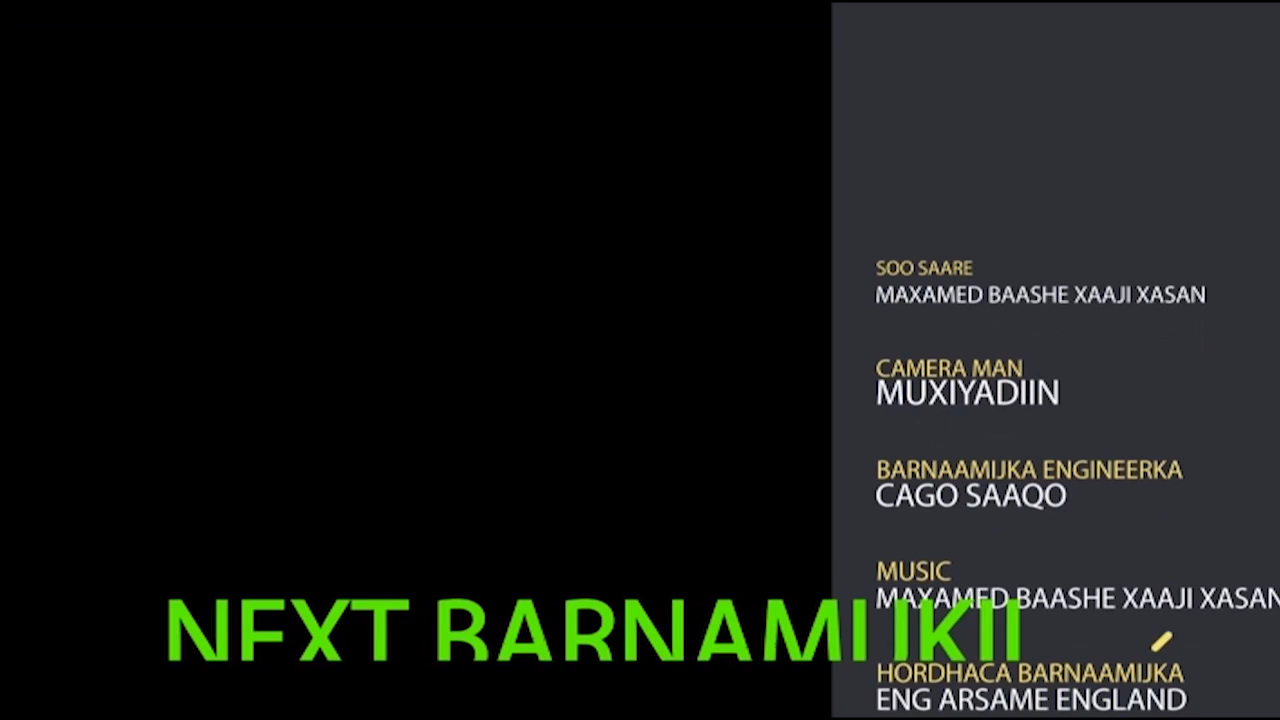 SOO SAARE
MAXAMED BAASHE XAAJI XASAN
CAMERA MAN
MUXIYADIIN
BARNAAMIJKA ENGINEERKA
CAGO SAAQO
MUSIC
MAXAMED BAASHE XAAJI XASAN
NEXT BARNAMIJKII
HORDHACA BARNAAMIJKA
ENG ARSAME ENGLAND